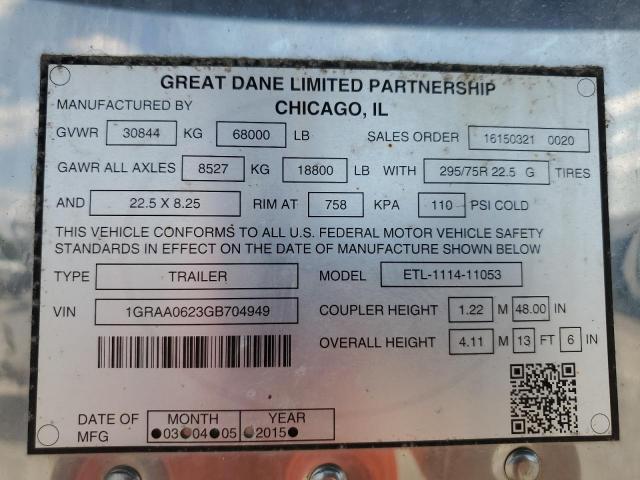 GREAT DANE LIMITED PARTNERSHIP
MANUFACTURED BY CHICAGO, IL
GVWR 30844 KG 68000 LB SALES ORDER 16150321 0020
GAWR ALL AXLES 8527 KG 18800 LB WITH 295/75R 22.5 G TIRES
AND 22.5 X 8.25 RIM AT 758 KPA 110 PSI COLD
THIS VEHICLE CONFORMS TO ALL U.S. FEDERAL MOTOR VEHICLE SAFETY
STANDARDS IN EFFECT ON THE DATE OF MANUFACTURE SHOWN BELOW
TYPE TRAILER MODEL ETL-1114-11053
VIN 1GRAA0623GB704949 COUPLER HEIGHT 1.22 M 48.00 IN
OVERALL HEIGHT 4.11 M 13 FT 6 IN
DATE OF MFG MONTH YEAR
03 04 05 2015